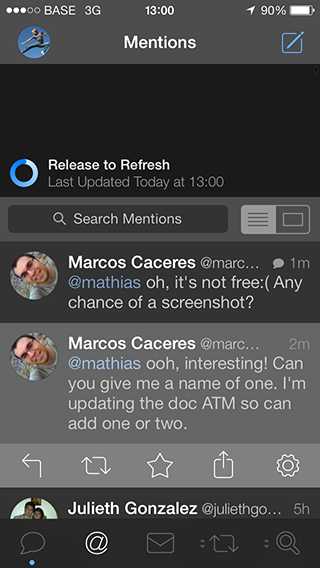 BASE 3G 13:00 90%
Mentions
Release to Refresh
Last Updated Today at 13:00
Search Mentions
Marcos Caceres @marc... 1m
@mathias oh, it's not free:( Any
chance of a screenshot?
Marcos Caceres @marc... 2m
@mathias ooh, interesting! Can
you give me a name of one. I'm
updating the doc ATM so can
add one or two.
Julieth Gonzalez @juliethgo... 5h
@